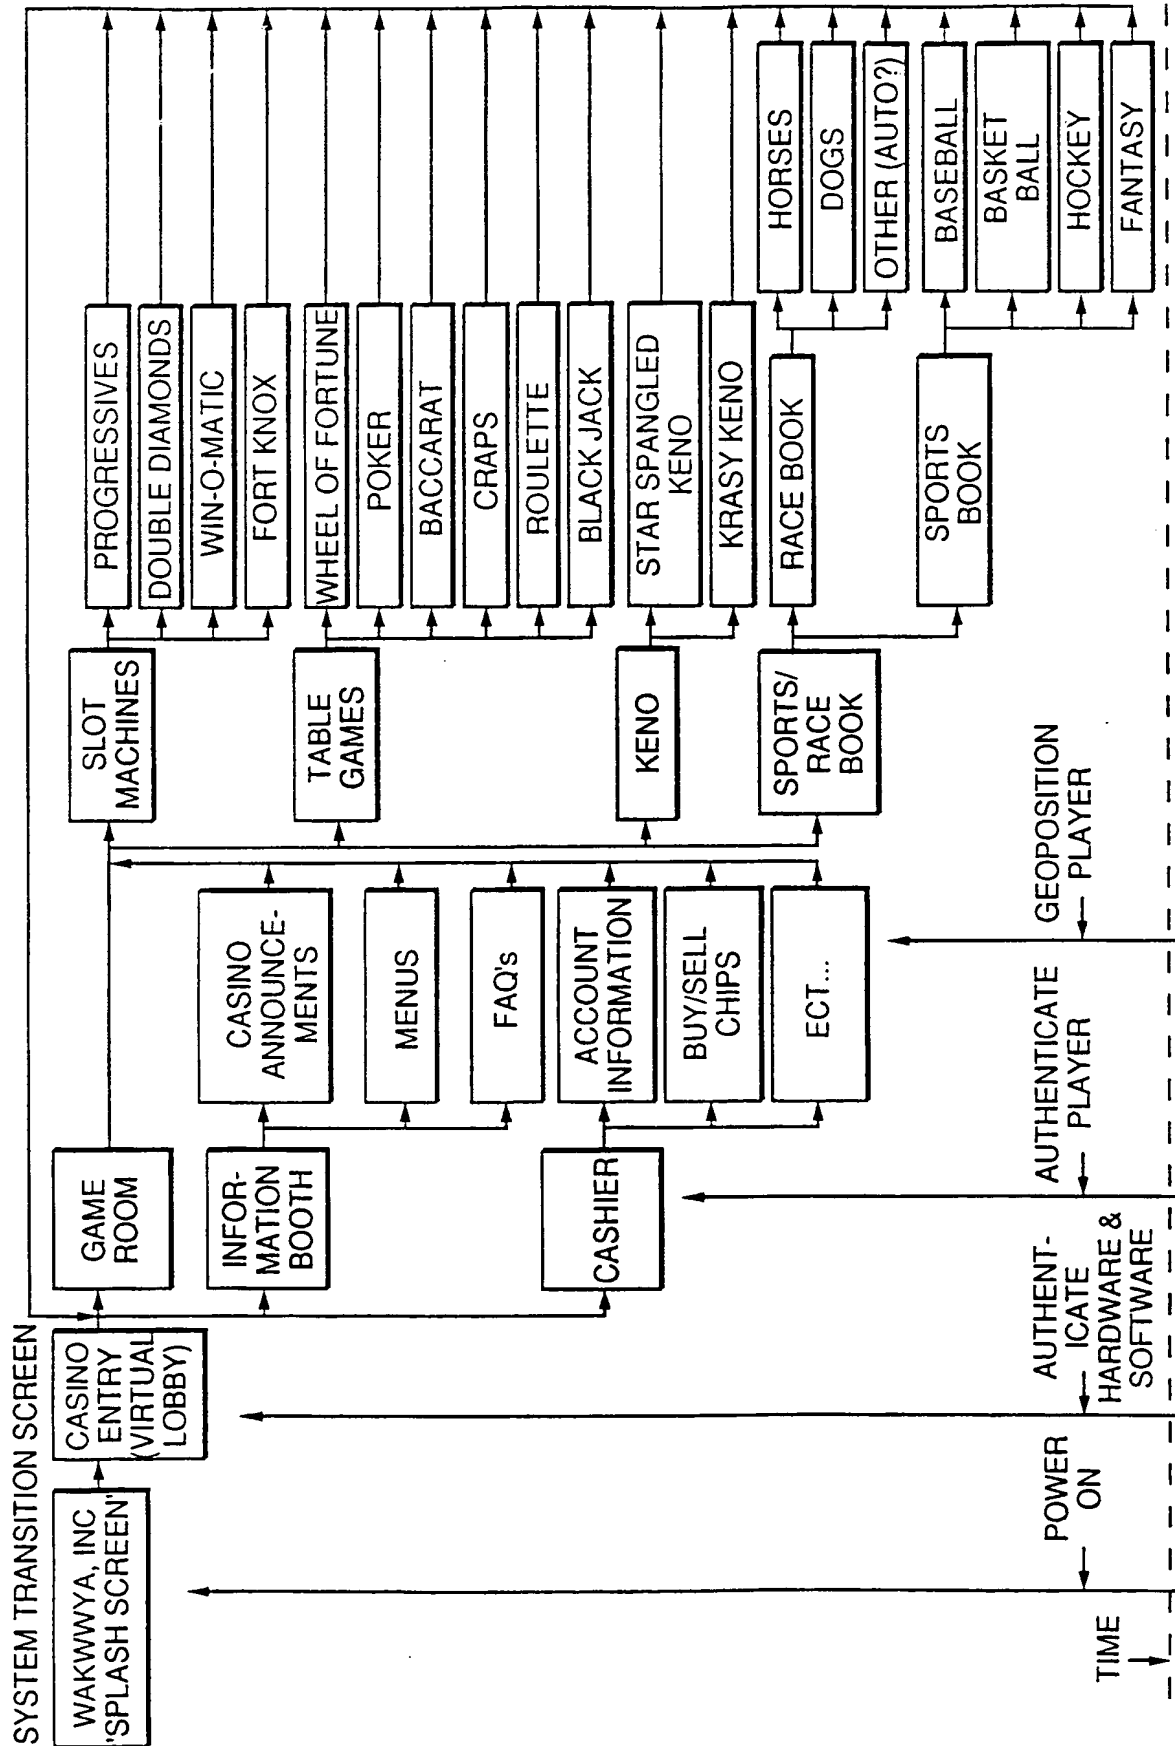 SYSTEM TRANSITION SCREEN
WAKWWYA, INC
'SPLASH SCREEN'
CASINO
ENTRY
(VIRTUAL
LOBBY)
GAME
ROOM
INFOR-
MATION
BOOTH
CASHIER
CASINO
ANNOUNCE-
MENTS
MENUS
FAQ's
ACCOUNT
INFORMATION
BUY/SELL
CHIPS
ECT...
SLOT
MACHINES
TABLE
GAMES
KENO
SPORTS/
RACE
BOOK
PROGRESSIVES
DOUBLE DIAMONDS
WIN-O-MATIC
FORT KNOX
WHEEL OF FORTUNE
POKER
BACCARAT
CRAPS
ROULETTE
BLACK JACK
STAR SPANGLED
KENO
KRASY KENO
RACE BOOK
SPORTS
BOOK
HORSES
DOGS
OTHER (AUTO?)
BASEBALL
BASKET
BALL
HOCKEY
FANTASY
TIME
POWER
ON
AUTHENT-
ICATE
HARDWARE &
SOFTWARE
AUTHENTICATE
PLAYER
GEOPOSITION
PLAYER